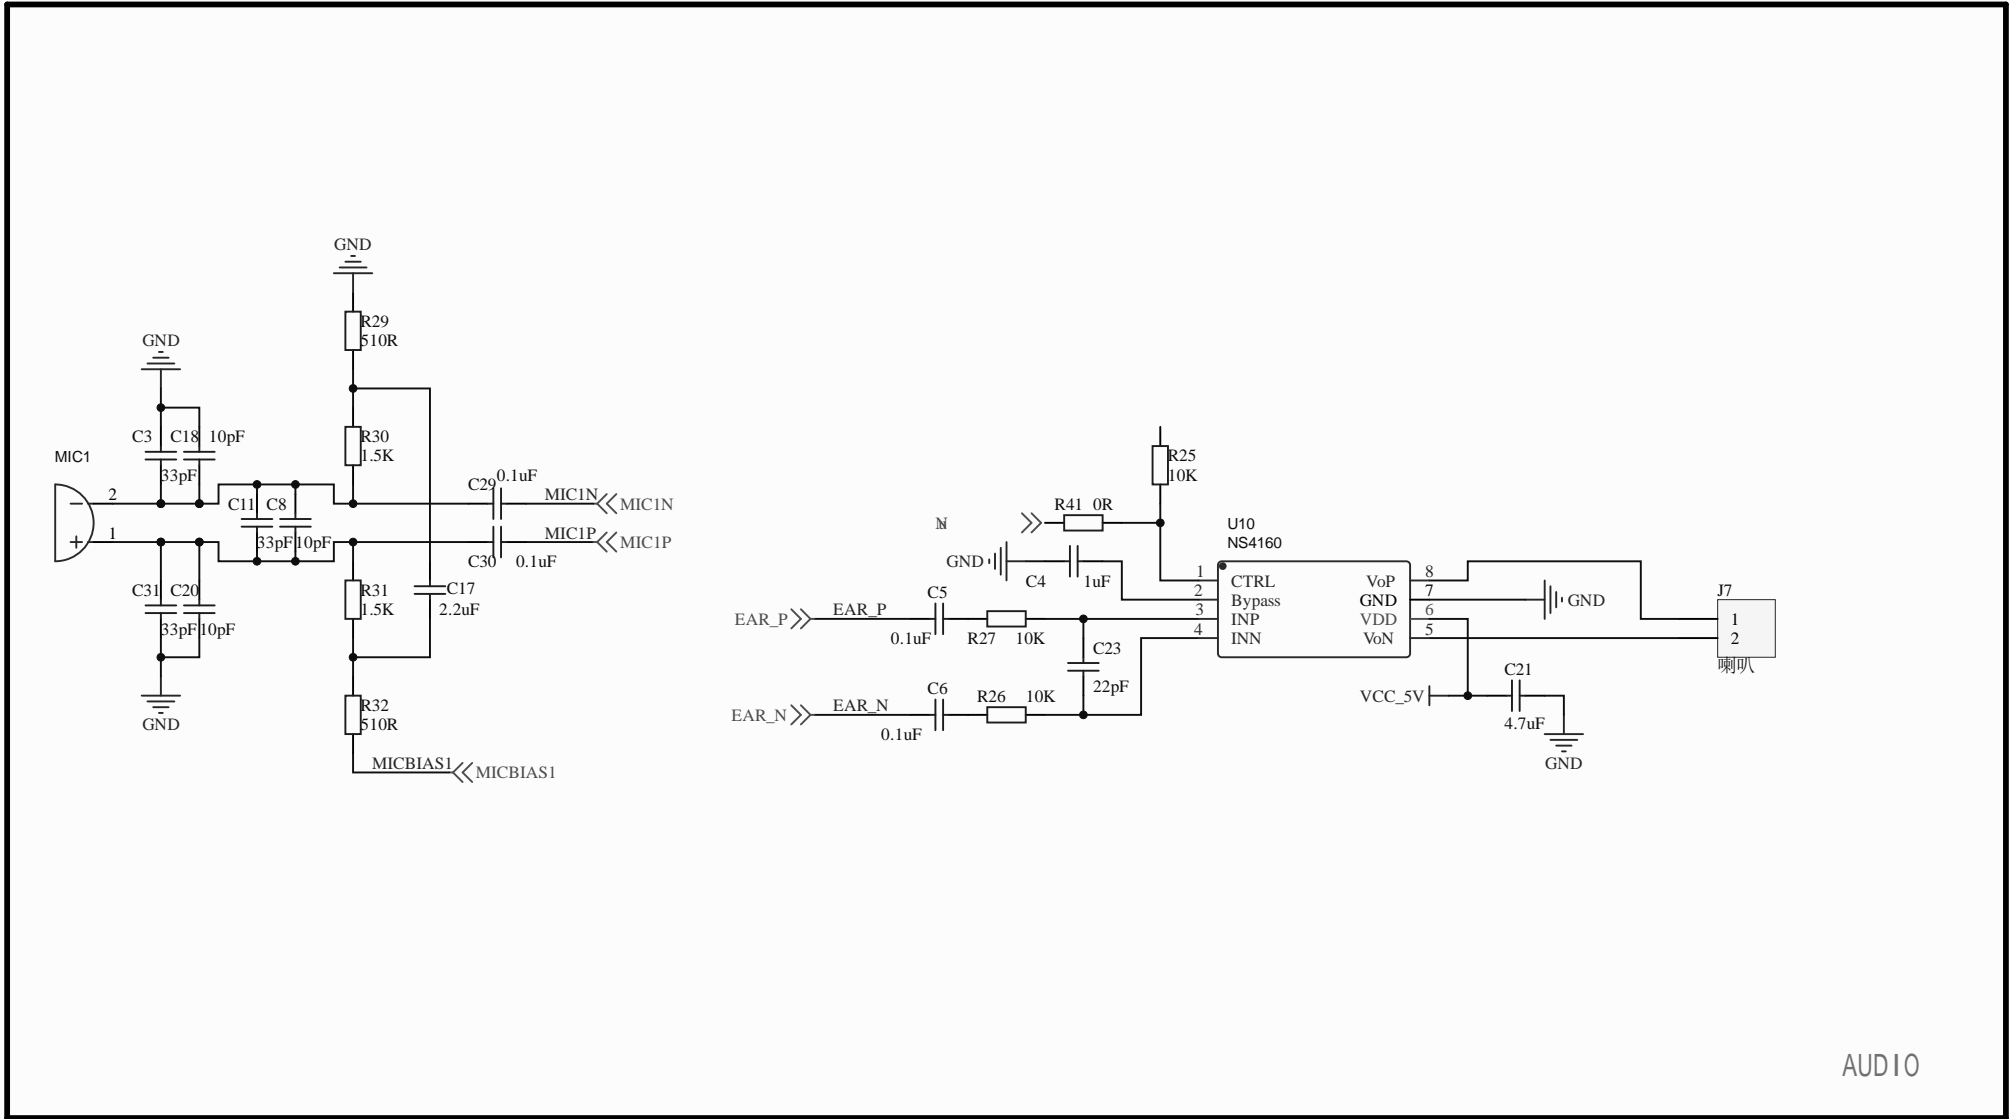 GND
R29
510R
GND
C3
C18
10pF
33pF
R30
1.5K
MIC1
2
1
C11
C8
33pF
10pF
C29
0.1uF
MIC1N
MIC1N
MIC1P
MIC1P
C30
0.1uF
C31
C20
33pF
10pF
GND
R31
1.5K
C17
2.2uF
R32
510R
MICBIAS1
MICBIAS1
R25
10K
R41 0R
GND
C4
1uF
U10
NS4160
1
CTRL
2
Bypass
3
INP
4
INN
VoP
8
GND
7
VDD
6
VoN
5
EAR_P
EAR_P
C5
0.1uF
R27
10K
C23
22pF
EAR_N
EAR_N
C6
0.1uF
R26
10K
GND
J7
1
2
喇叭
VCC_5V
C21
4.7uF
GND
AUDIO